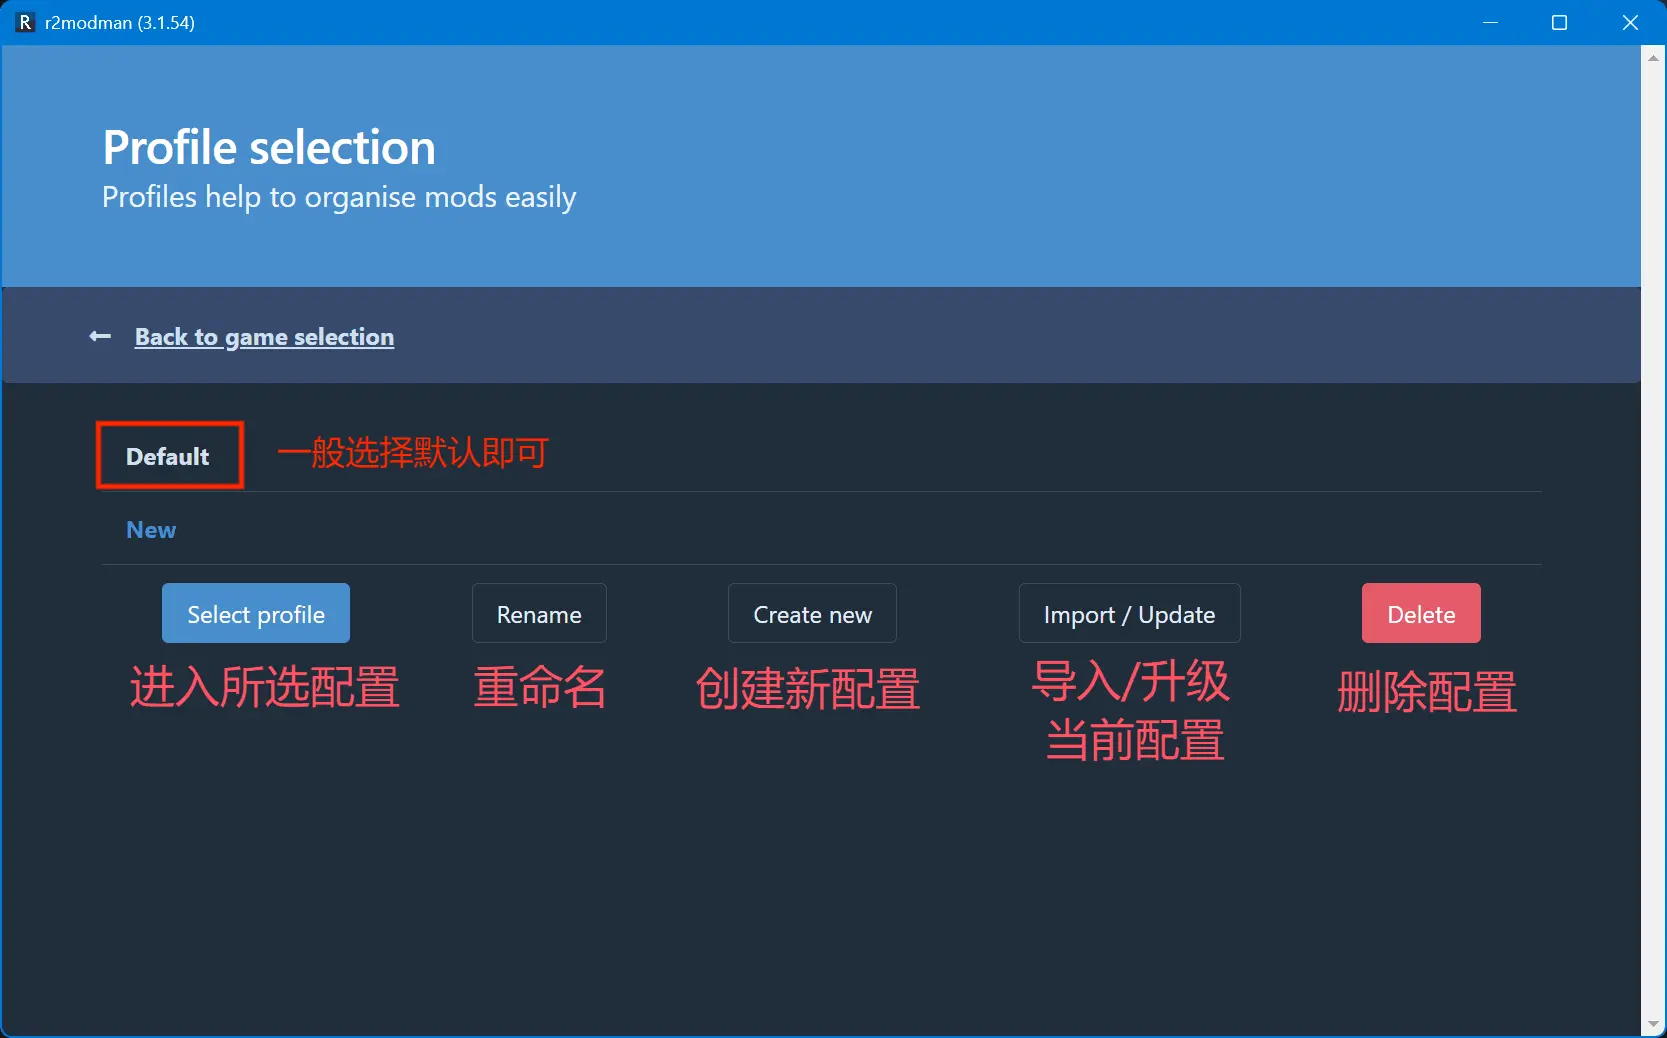 R r2modman (3.1.54)
Profile selection
Profiles help to organise mods easily
Back to game selection
Default 一般选择默认即可
New
Select profile Rename Create new Import / Update Delete
进入所选配置 重命名 创建新配置 导入/升级 删除配置
当前配置